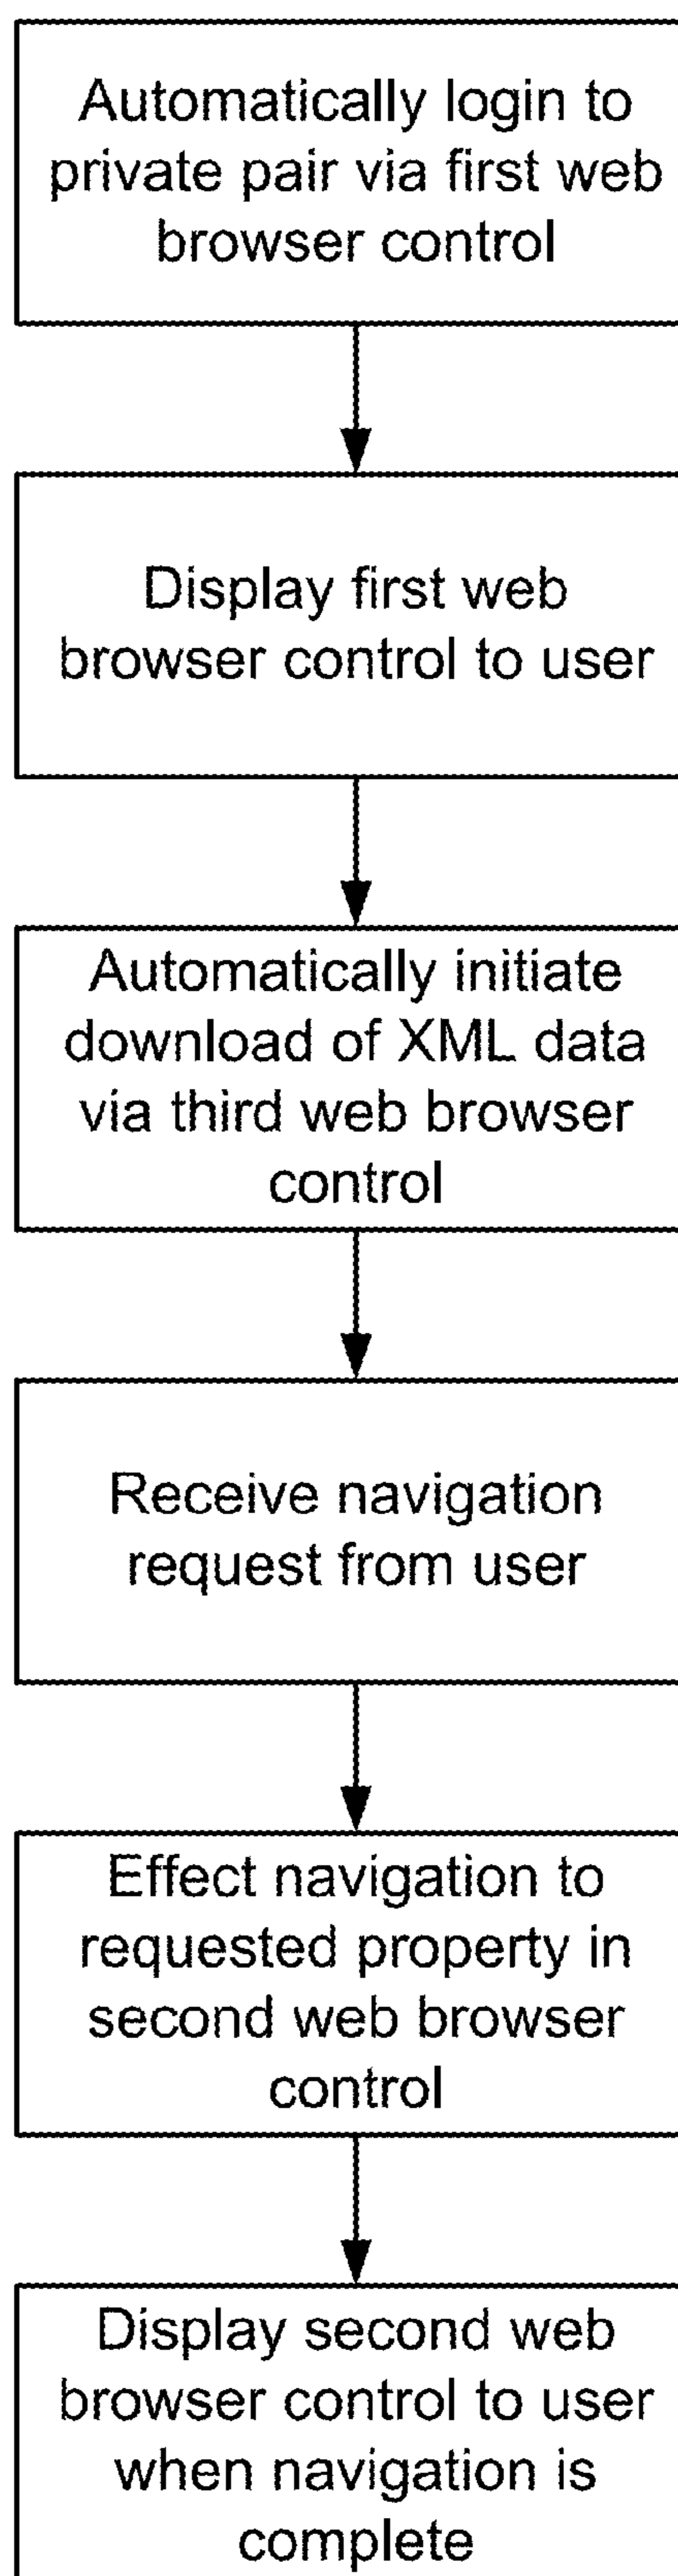 Automatically login to
private pair via first web
browser control
Display first web
browser control to user
Automatically initiate
download of XML data
via third web browser
control
Receive navigation
request from user
Effect navigation to
requested property in
second web browser
control
Display second web
browser control to user
when navigation is
complete